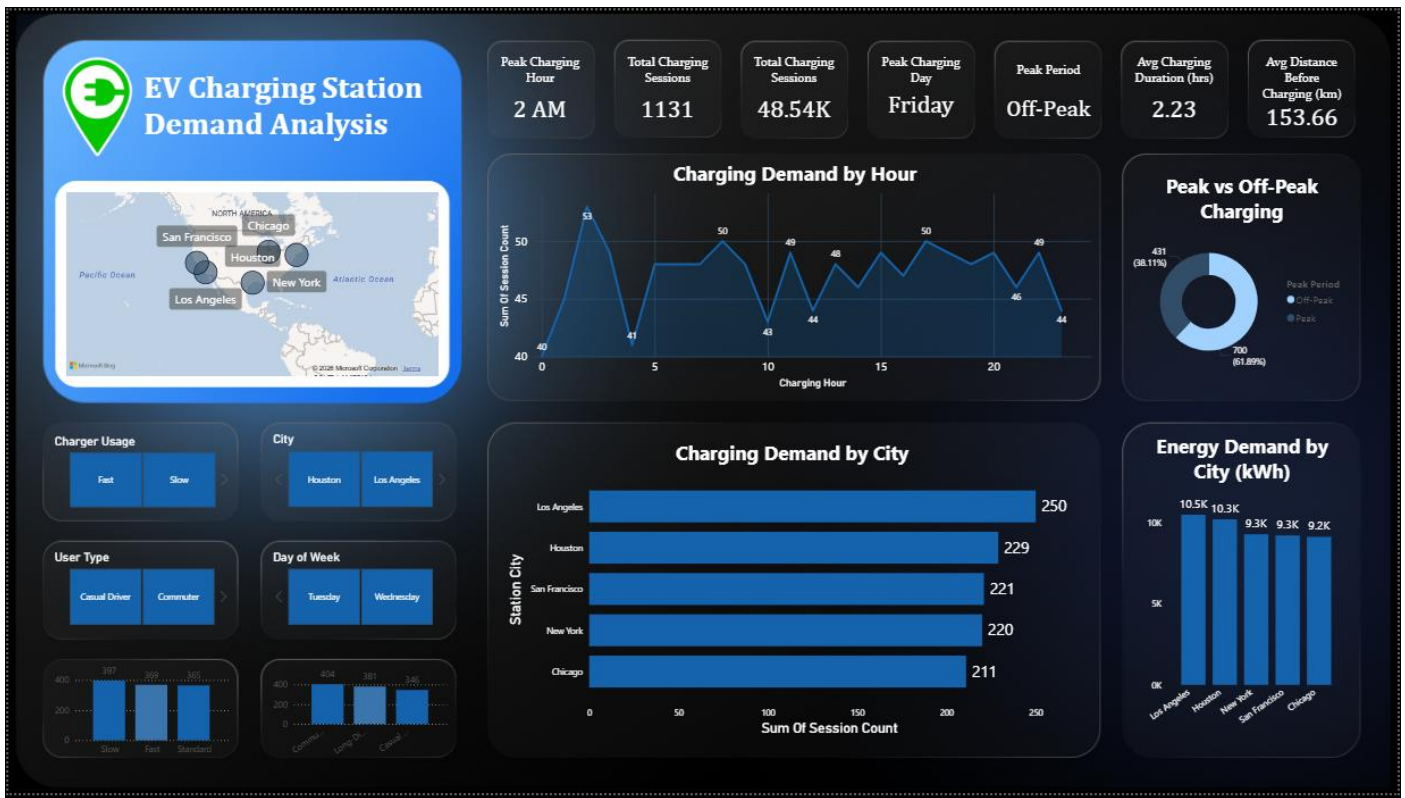 EV Charging Station
Demand Analysis
NORTH AMERICA
Chicago
San Francisco
Houston
New York
Los Angeles
Pacific Ocean
Atlantic Ocean
Microsoft Bing
© 2026 Microsoft Corporation Terms
Peak Charging
Hour
2 AM
Total Charging
Sessions
1131
Total Charging
Sessions
48.54K
Peak Charging
Day
Friday
Peak Period
Off-Peak
Avg Charging
Duration (hrs)
2.23
Avg Distance
Before
Charging (km)
153.66
Charging Demand by Hour
Sum Of Session Count
50
45
40
40
53
41
50
43
49
44
48
50
46
49
44
0
5
10
15
20
Charging Hour
Peak vs Off-Peak
Charging
431
(38.11%)
700
(61.89%)
Peak Period
Off-Peak
Peak
Charger Usage
Fast
Slow
City
Houston
Los Angeles
User Type
Casual Driver
Commuter
Day of Week
Tuesday
Wednesday
400
200
0
397
369
365
Slow
Fast
Standard
400
200
0
404
381
346
Commu...
Long-Di...
Casual ...
Charging Demand by City
Station City
Los Angeles
250
Houston
229
San Francisco
221
New York
220
Chicago
211
0
50
100
150
200
250
Sum Of Session Count
Energy Demand by
City (kWh)
10K
5K
0K
10.5K
10.3K
9.3K
9.3K
9.2K
Los Angeles
Houston
New York
San Francisco
Chicago